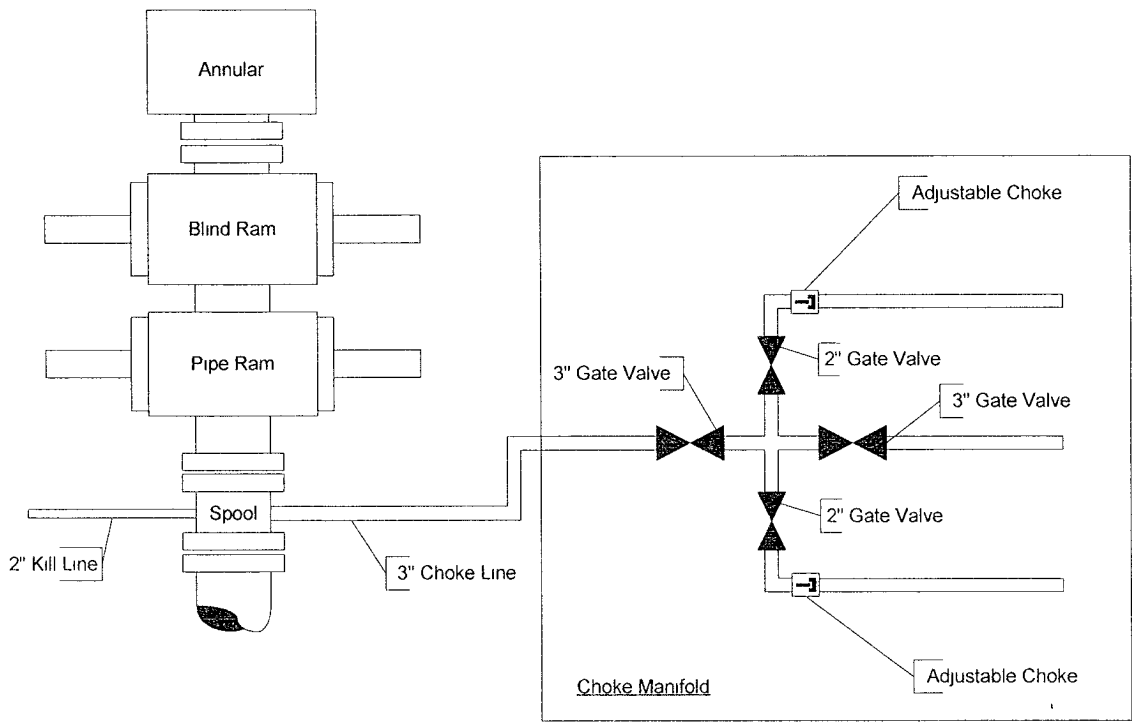 Annular
Blind Ram
Pipe Ram
Spool
2" Kill Line
3" Choke Line
Adjustable Choke
2" Gate Valve
3" Gate Valve
3" Gate Valve
2" Gate Valve
Adjustable Choke
Choke Manifold